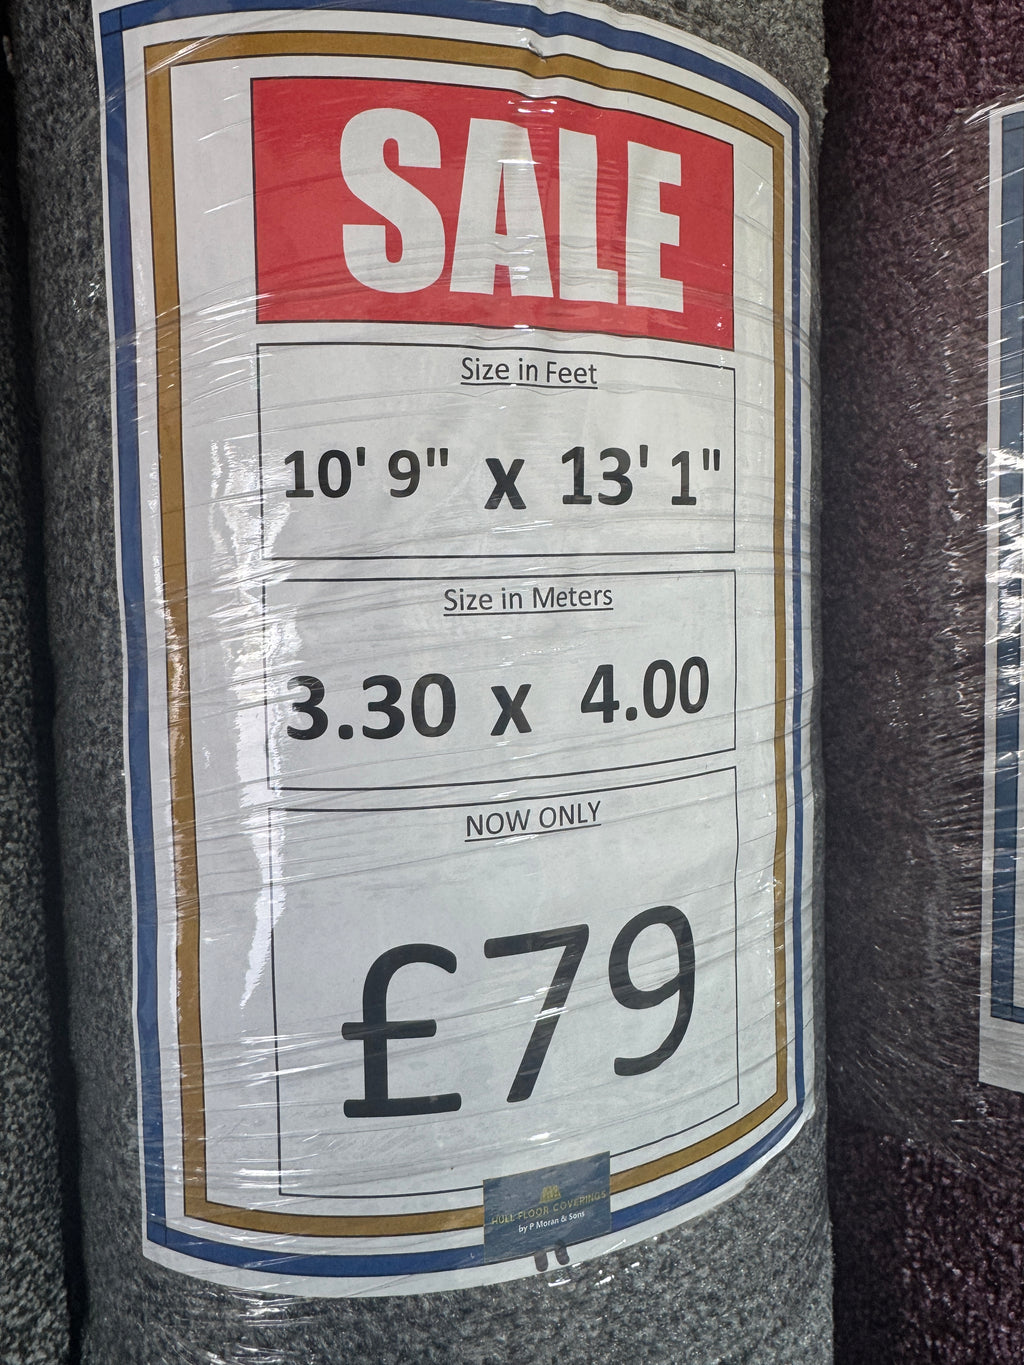 SALE
Size in Feet
10' 9" x 13' 1"
Size in Meters
3.30 x 4.00
NOW ONLY
£79
HULL FLOOR COVERINGS
by P Moran & Sons